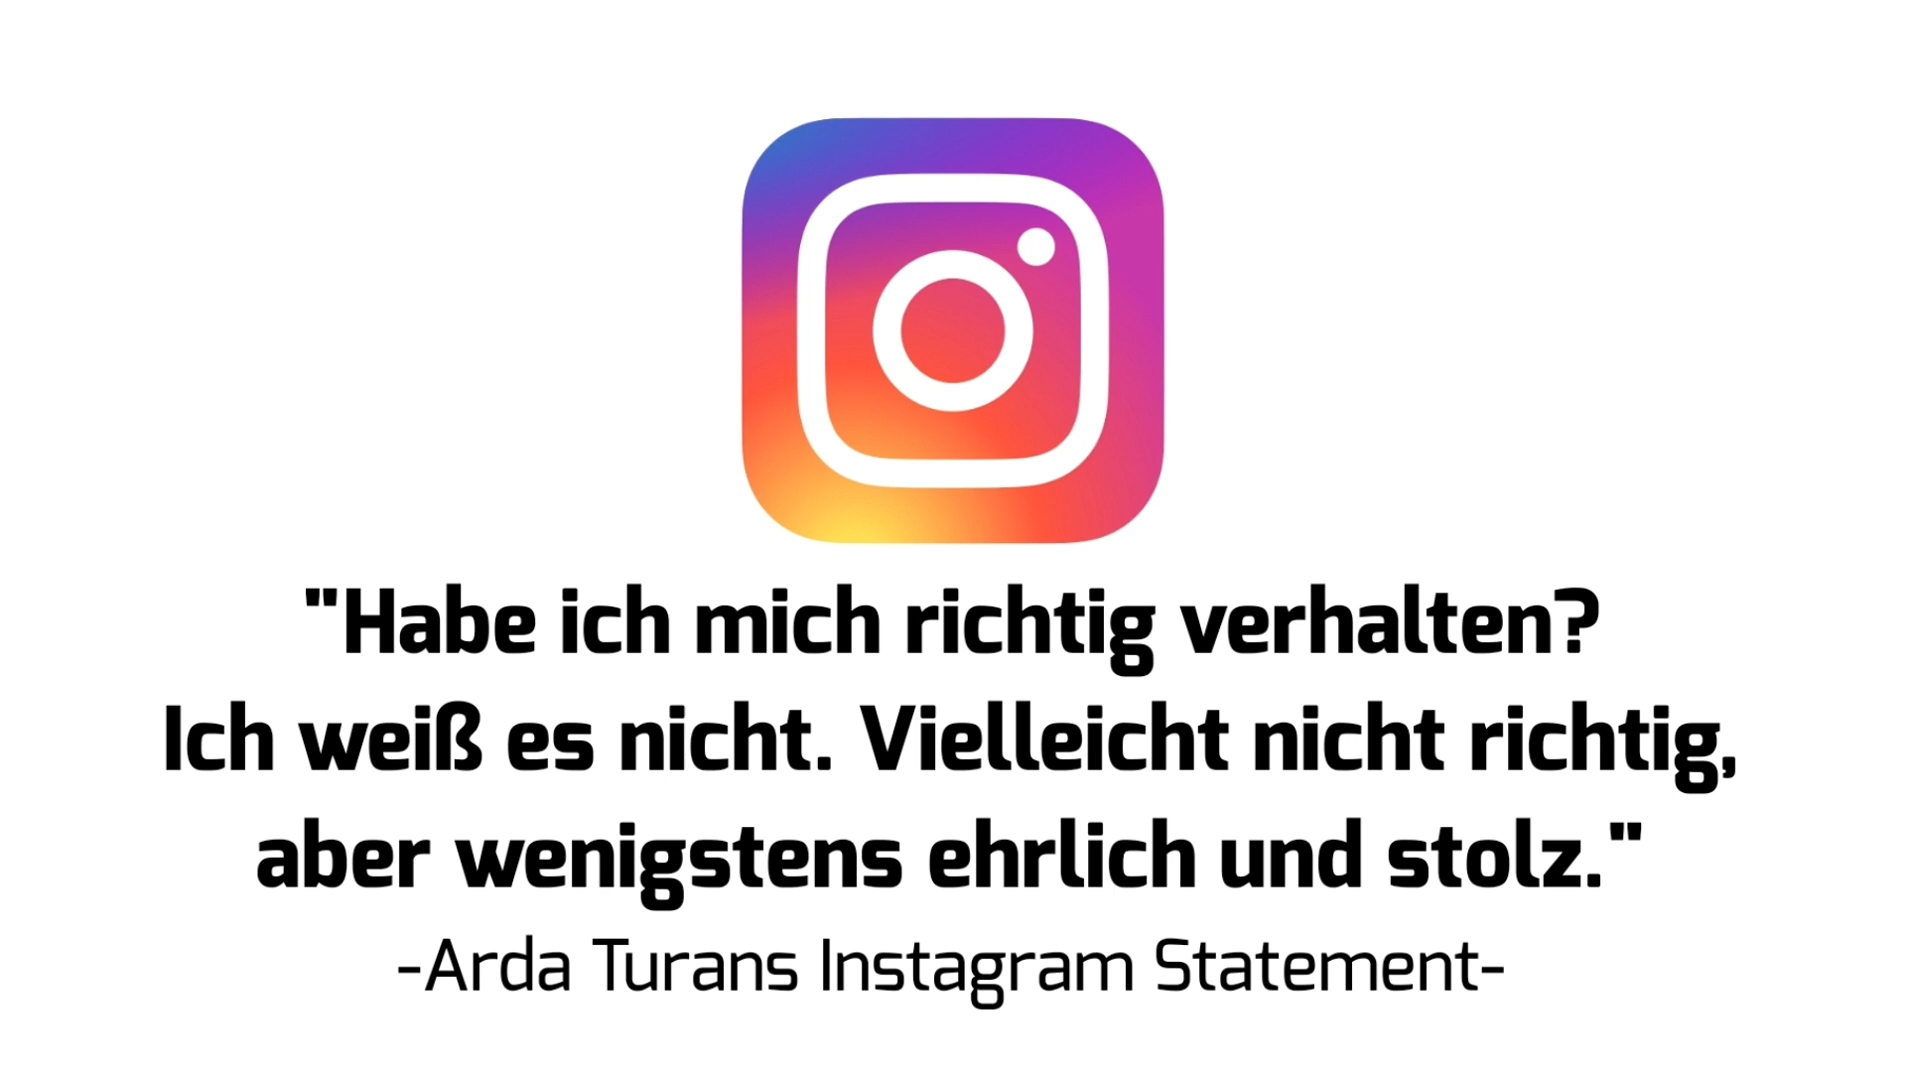 "Habe ich mich richtig verhalten?
Ich weiß es nicht. Vielleicht nicht richtig,
aber wenigstens ehrlich und stolz."
-Arda Turans Instagram Statement-